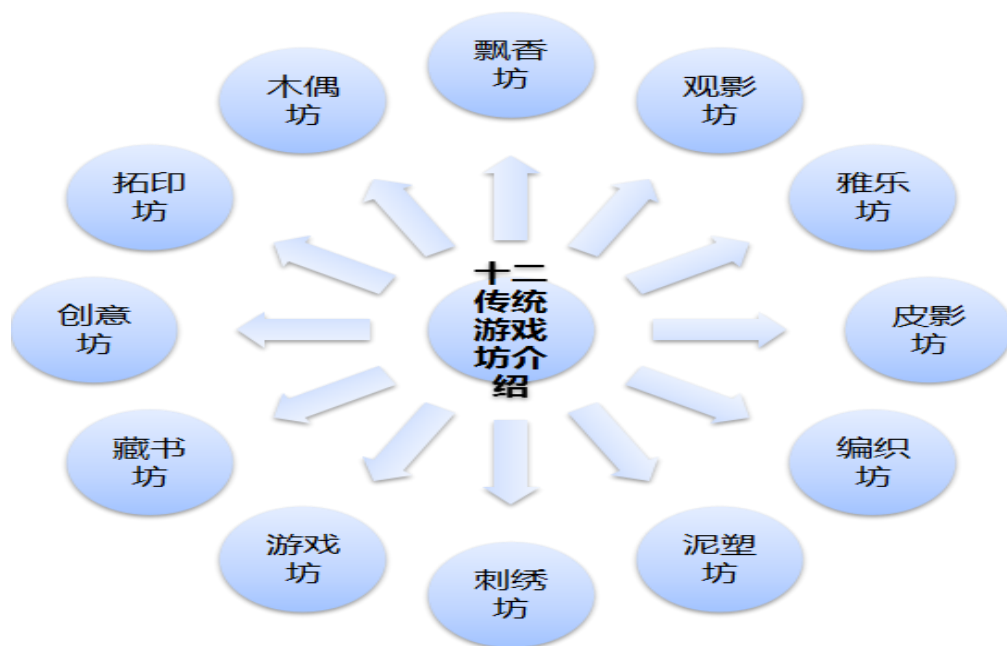 飘香
坊
观影
坊
雅乐
坊
皮影
坊
编织
坊
泥塑
坊
刺绣
坊
游戏
坊
藏书
坊
创意
坊
拓印
坊
木偶
坊
十二
传统
游戏
坊介
绍